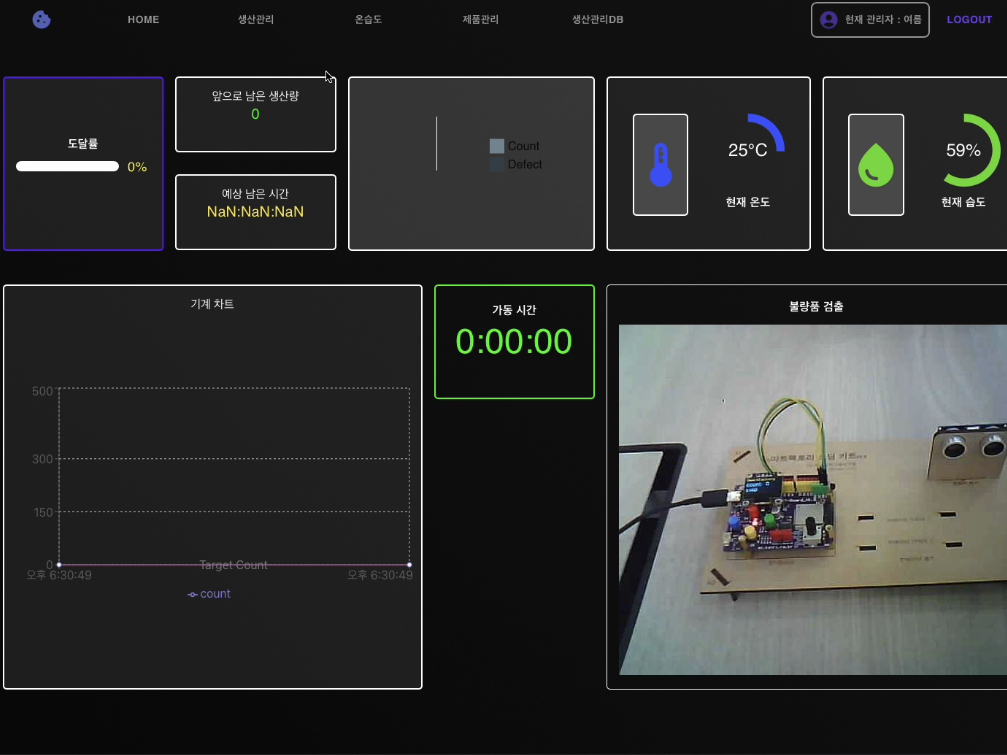 HOME
생산관리
온습도
제품관리
생산관리DB
현재 관리자 : 여름
LOGOUT
도달률
0%
앞으로 남은 생산량
0
예상 남은 시간
NaN:NaN:NaN
Count
Defect
25°C
현재 온도
59%
현재 습도
기계 차트
500
300
150
0
Target Count
오후 6:30:49
오후 6:30:49
count
가동 시간
0:00:00
불량품 검출